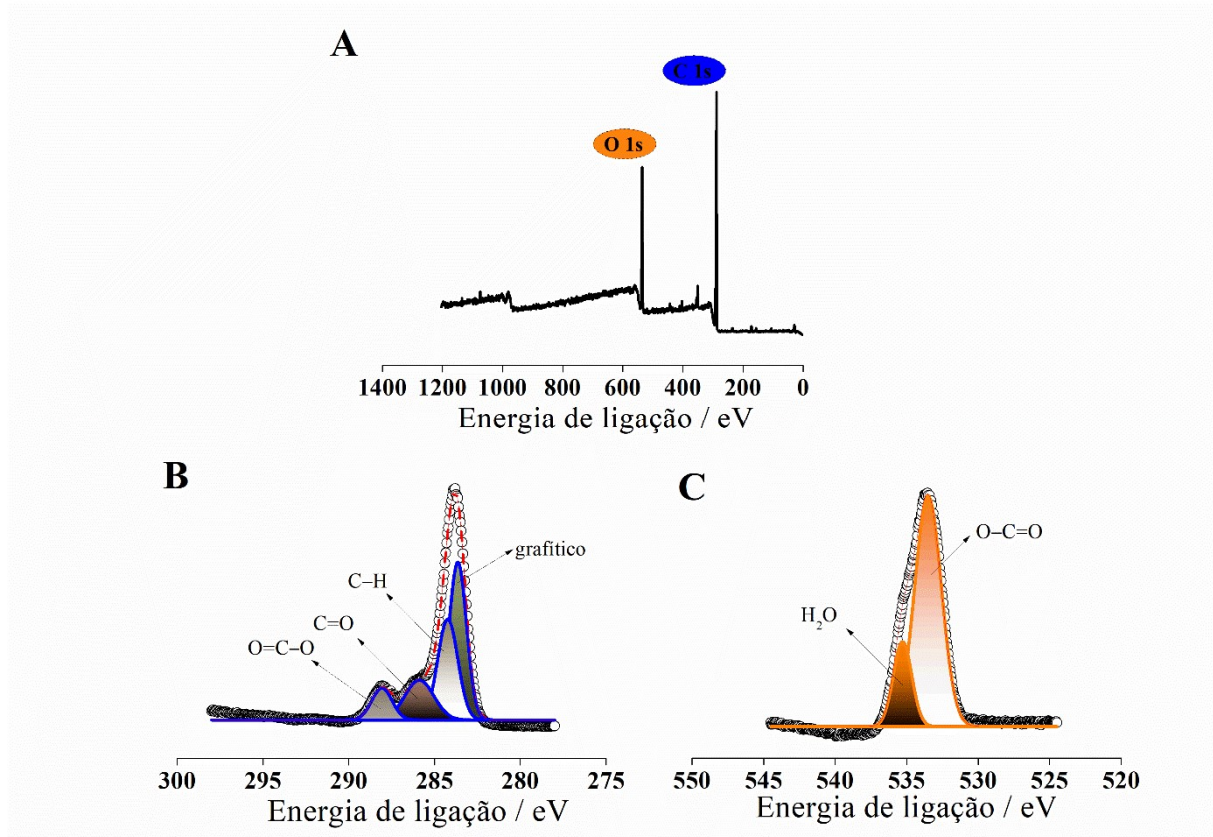 A
C 1s
O 1s
1400 1200 1000 800 600 400 200 0
Energia de ligação / eV
B
grafítico
C–H
C=O
O=C–O
300 295 290 285 280 275
Energia de ligação / eV
C
O–C=O
H₂O
550 545 540 535 530 525 520
Energia de ligação / eV